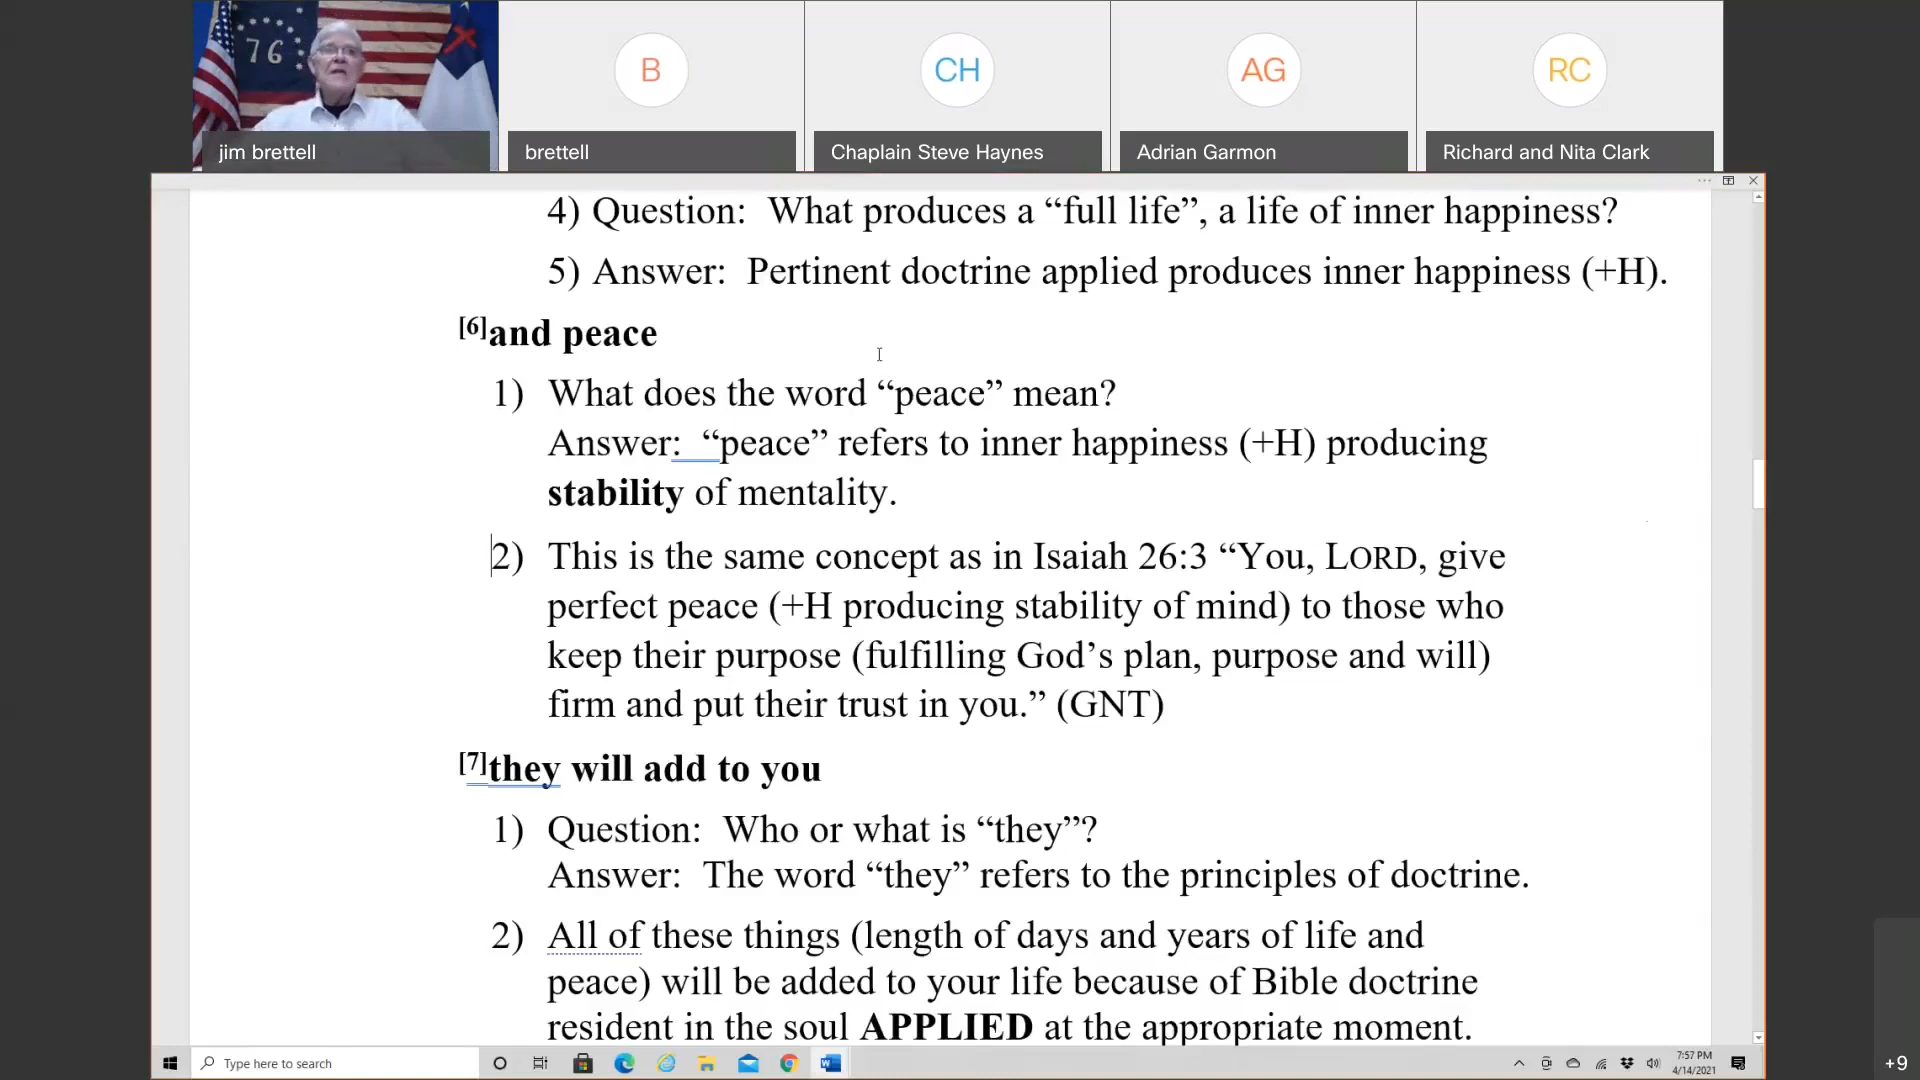 76
B
CH
AG
RC
jim brettell
brettell
Chaplain Steve Haynes
Adrian Garmon
Richard and Nita Clark
4) Question: What produces a “full life”, a life of inner happiness?
5) Answer: Pertinent doctrine applied produces inner happiness (+H).
[6]and peace
1) What does the word “peace” mean?
Answer: “peace” refers to inner happiness (+H) producing
stability of mentality.
2) This is the same concept as in Isaiah 26:3 “You, LORD, give
perfect peace (+H producing stability of mind) to those who
keep their purpose (fulfilling God’s plan, purpose and will)
firm and put their trust in you.” (GNT)
[7]they will add to you
1) Question: Who or what is “they”?
Answer: The word “they” refers to the principles of doctrine.
2) All of these things (length of days and years of life and
peace) will be added to your life because of Bible doctrine
resident in the soul APPLIED at the appropriate moment.
Type here to search
7:57 PM
4/14/2021
+9